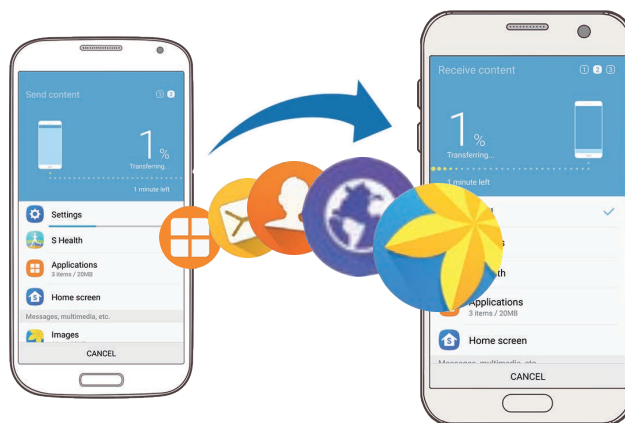 Send content
1 2
1 %
Transferring...
1 minute left
Settings
S Health
Applications
3 items / 20MB
Home screen
Messages, multimedia, etc.
Images
CANCEL
Receive content
1 2 3
1 %
Transferring...
1 minute left
Applications
3 items / 20MB
Home screen
CANCEL